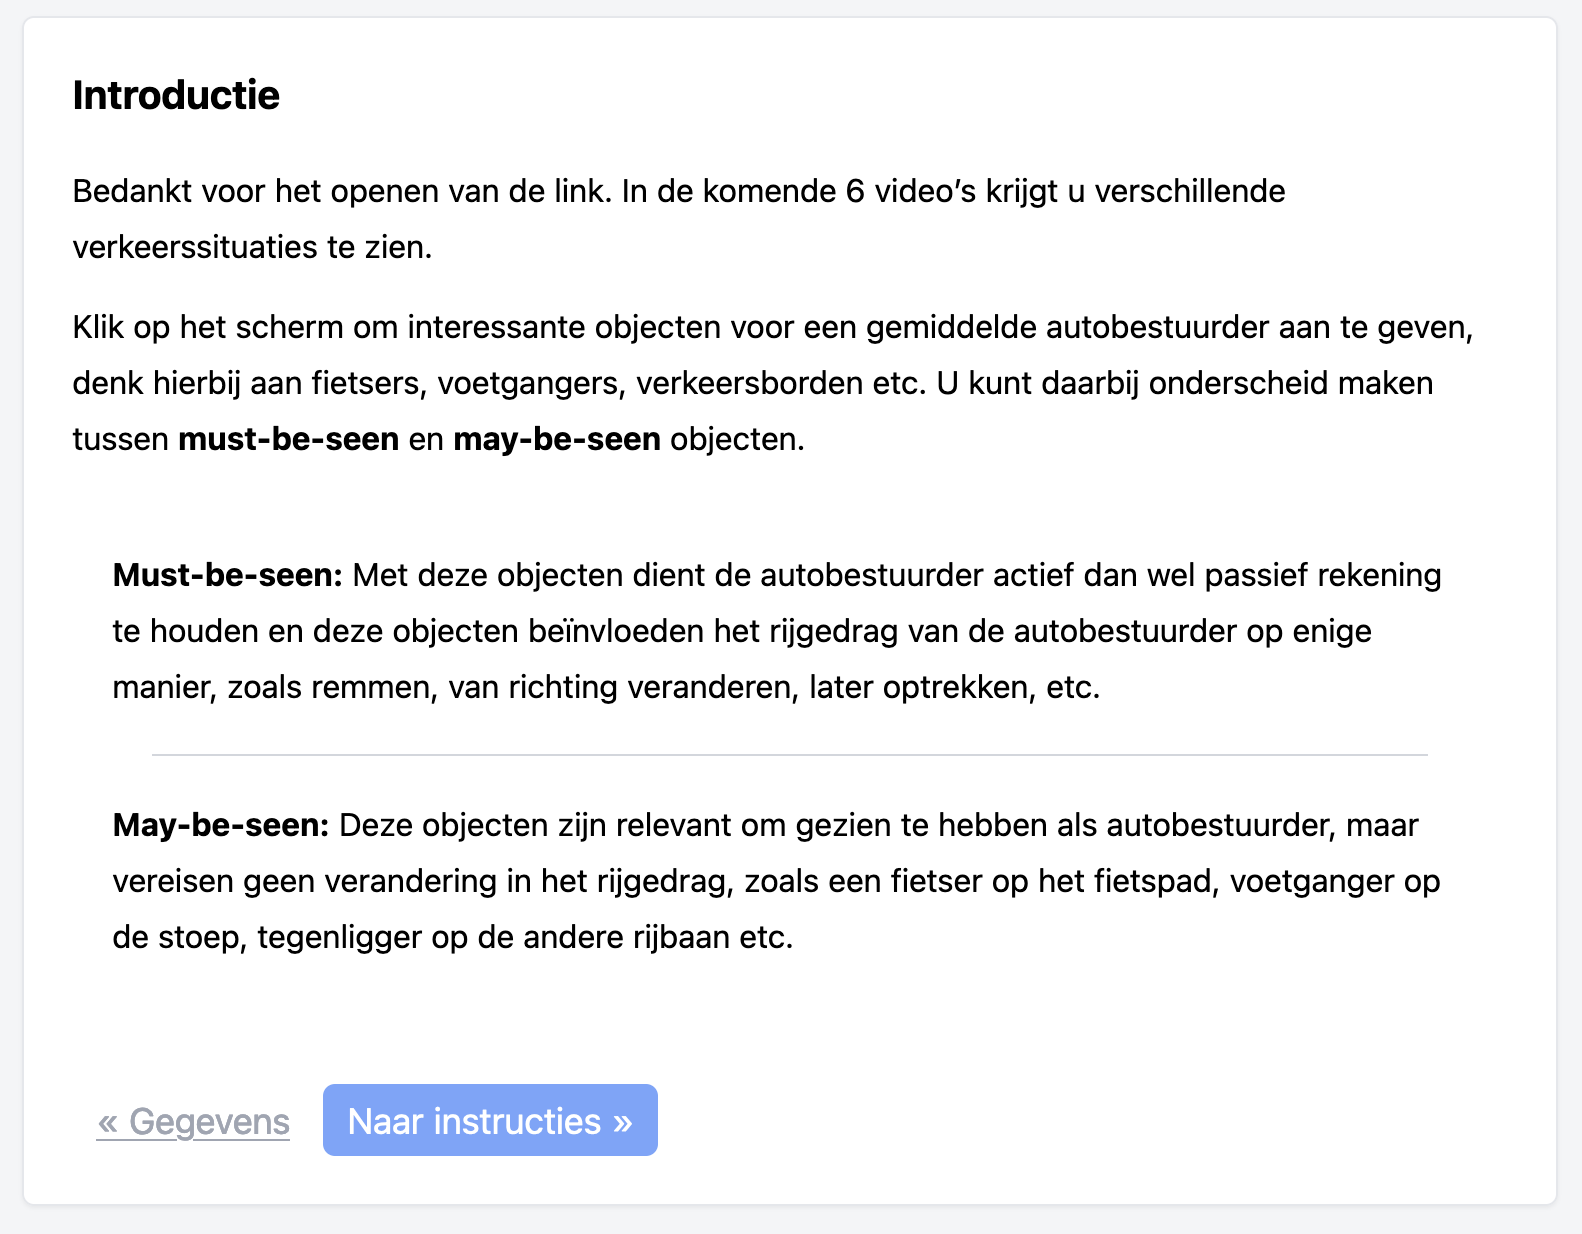 Introductie
Bedankt voor het openen van de link. In de komende 6 video’s krijgt u verschillende
verkeerssituaties te zien.
Klik op het scherm om interessante objecten voor een gemiddelde autobestuurder aan te geven,
denk hierbij aan fietsers, voetgangers, verkeersborden etc. U kunt daarbij onderscheid maken
tussen must-be-seen en may-be-seen objecten.
Must-be-seen: Met deze objecten dient de autobestuurder actief dan wel passief rekening
te houden en deze objecten beïnvloeden het rijgedrag van de autobestuurder op enige
manier, zoals remmen, van richting veranderen, later optrekken, etc.
May-be-seen: Deze objecten zijn relevant om gezien te hebben als autobestuurder, maar
vereisen geen verandering in het rijgedrag, zoals een fietser op het fietspad, voetganger op
de stoep, tegenligger op de andere rijbaan etc.
« Gegevens
Naar instructies »